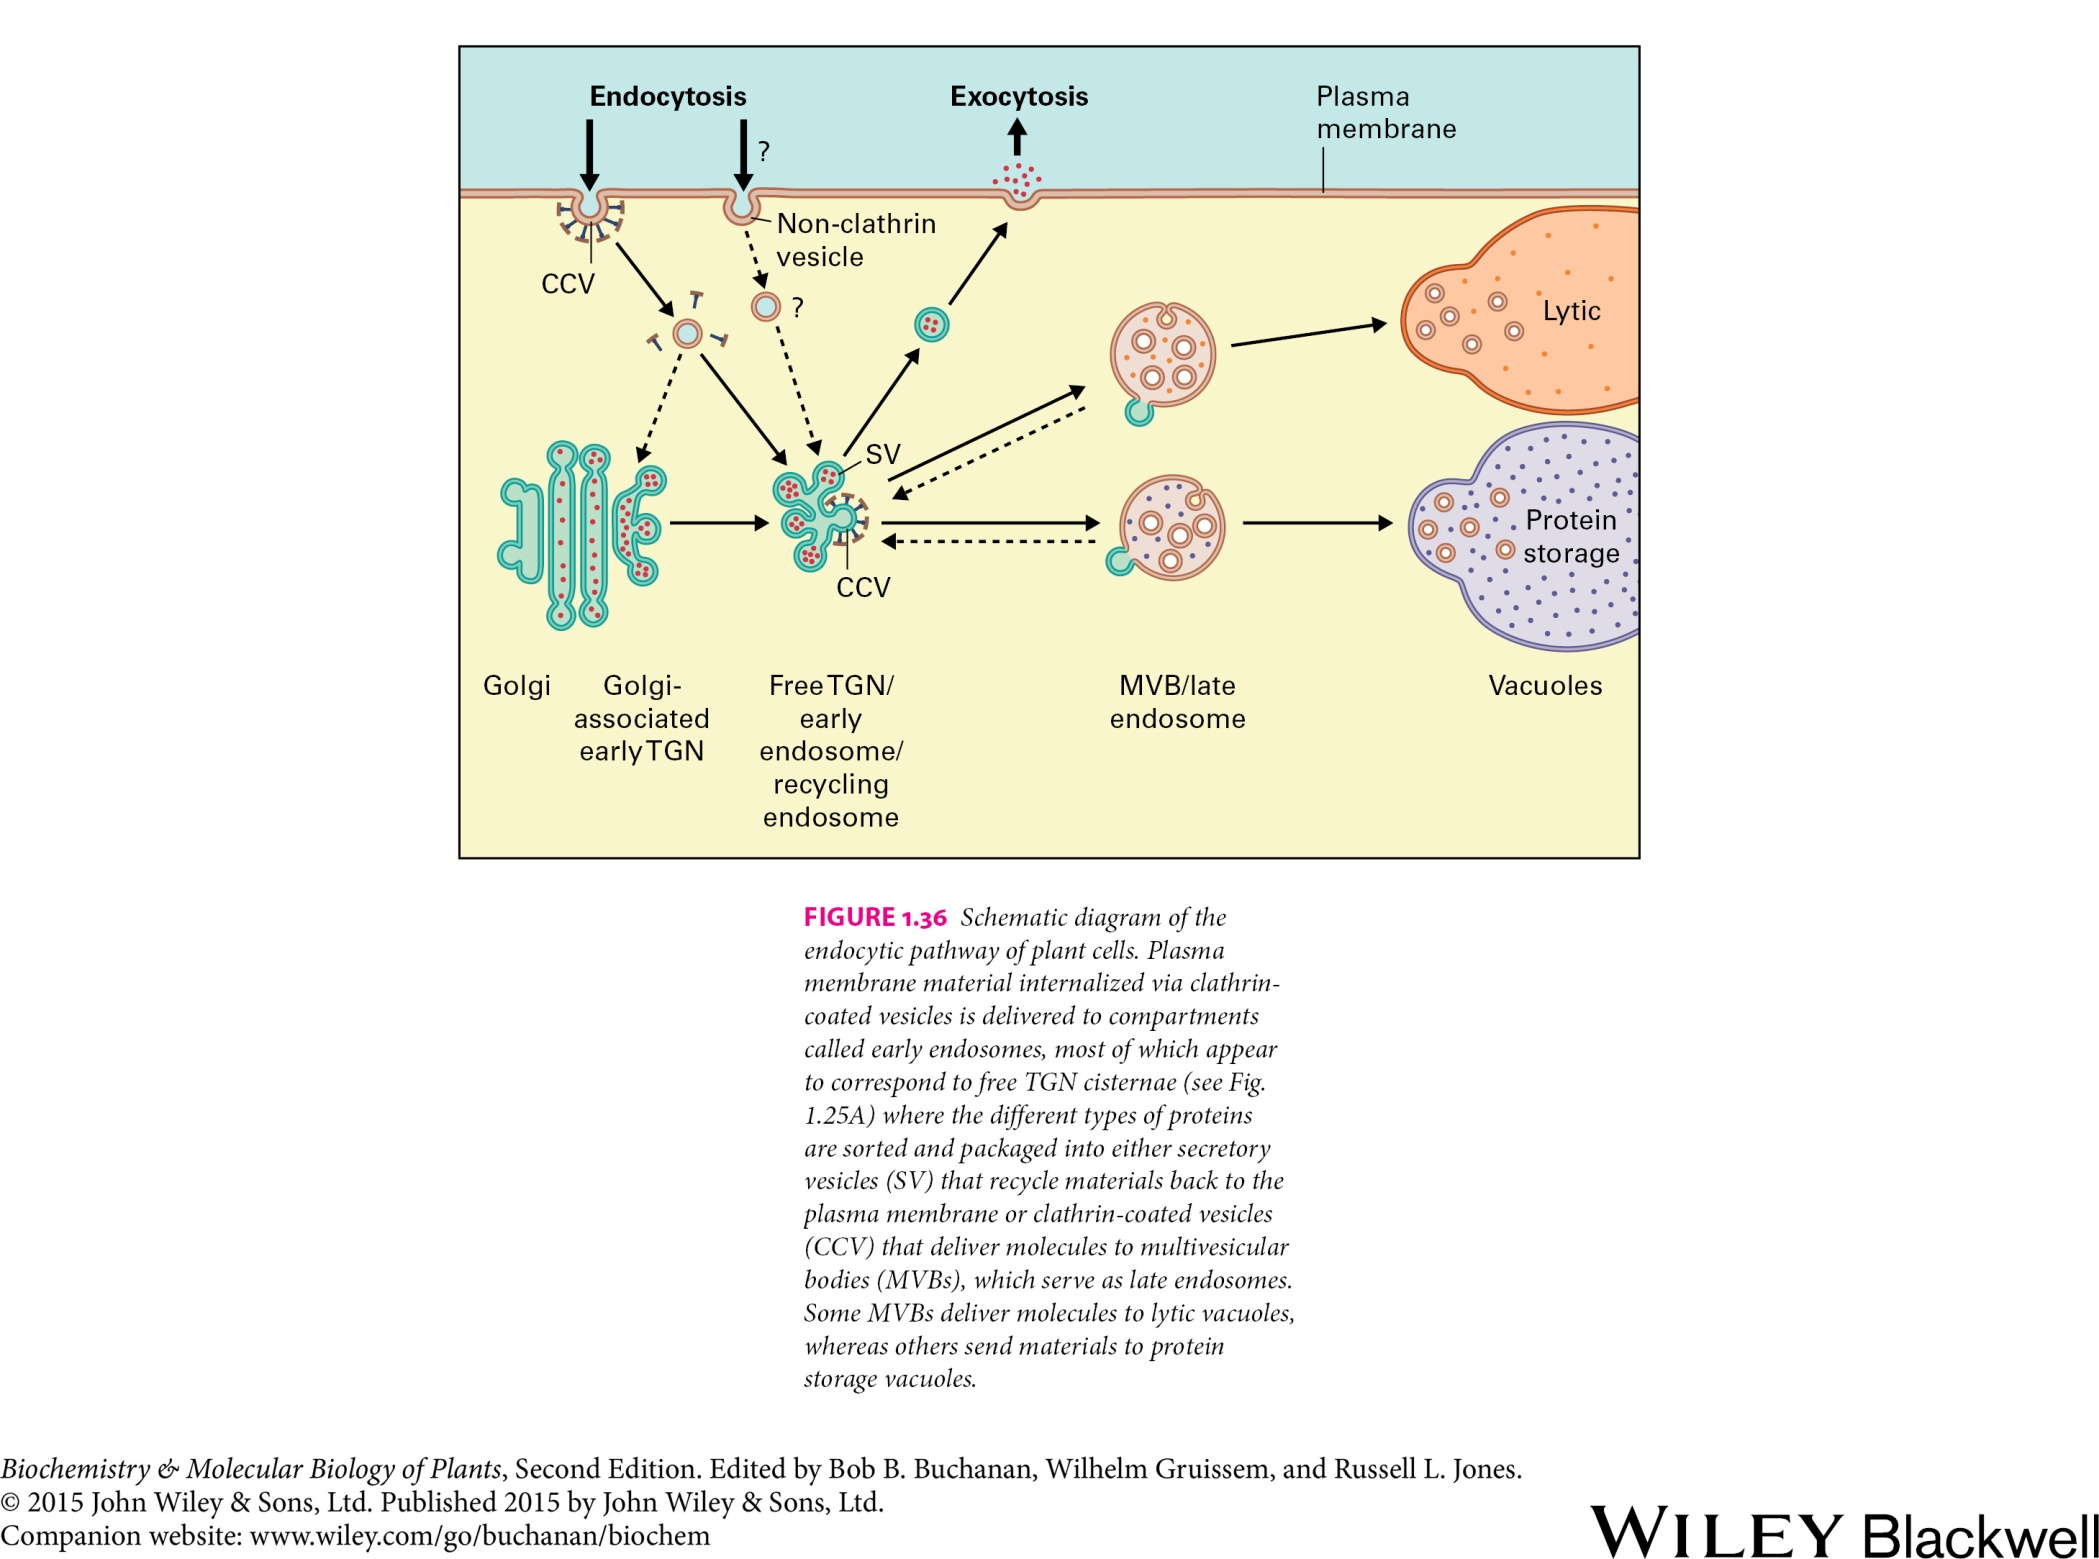 Endocytosis
Exocytosis
Plasma
membrane
?
Non-clathrin
vesicle
CCV
?
Lytic
SV
Protein
storage
CCV
Golgi
Golgi-
associated
early TGN
Free TGN/
early
endosome/
recycling
endosome
MVB/late
endosome
Vacuoles
FIGURE 1.36 Schematic diagram of the
endocytic pathway of plant cells. Plasma
membrane material internalized via clathrin-
coated vesicles is delivered to compartments
called early endosomes, most of which appear
to correspond to free TGN cisternae (see Fig.
1.25A) where the different types of proteins
are sorted and packaged into either secretory
vesicles (SV) that recycle materials back to the
plasma membrane or clathrin-coated vesicles
(CCV) that deliver molecules to multivesicular
bodies (MVBs), which serve as late endosomes.
Some MVBs deliver molecules to lytic vacuoles,
whereas others send materials to protein
storage vacuoles.
Biochemistry & Molecular Biology of Plants, Second Edition. Edited by Bob B. Buchanan, Wilhelm Gruissem, and Russell L. Jones.
© 2015 John Wiley & Sons, Ltd. Published 2015 by John Wiley & Sons, Ltd.
Companion website: www.wiley.com/go/buchanan/biochem
WILEY Blackwell